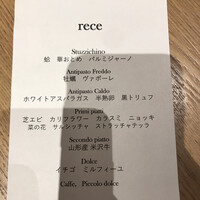 rece
Stuzzichino
蛤　華おとめ　パルミジャーノ
Antipasto Freddo
牡蠣　ヴァポーレ
Antipasto Caldo
ホワイトアスパラガス　半熟卵　黒トリュフ
Primi piatti
芝エビ　カリフラワー　カラスミ　ニョッキ
菜の花　サルシッチャ　ストラッチャテッラ
Secondo piatto
山形産 米沢牛
Dolce
イチゴ　ミルフィーユ
Caffe,　Piccolo dolce